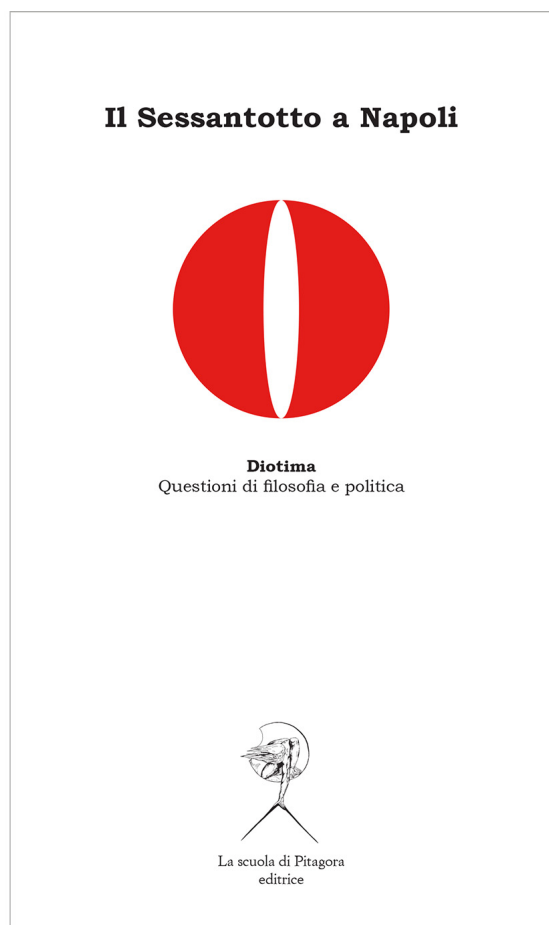 Il Sessantotto a Napoli
Diotima
Questioni di filosofia e politica
La scuola di Pitagora
editrice